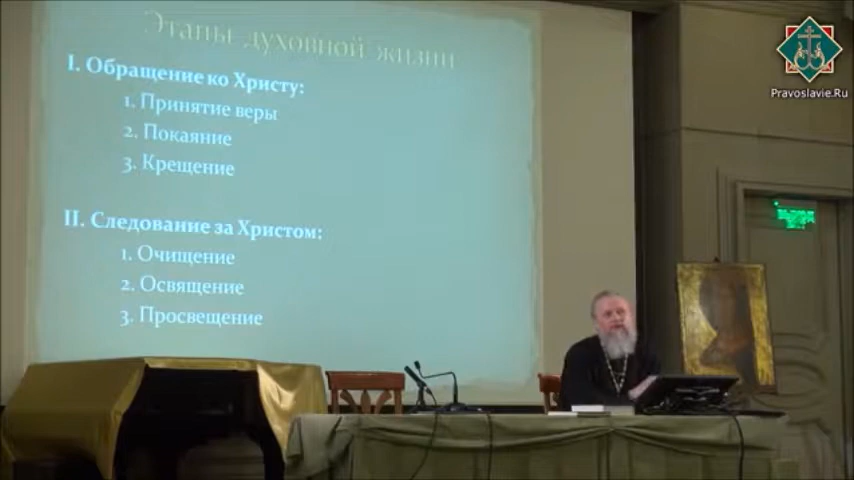 Этапы духовной жизни
Pravoslavie.Ru
I. Обращение ко Христу:
1. Принятие веры
2. Покаяние
3. Крещение
II. Следование за Христом:
1. Очищение
2. Освящение
3. Просвещение